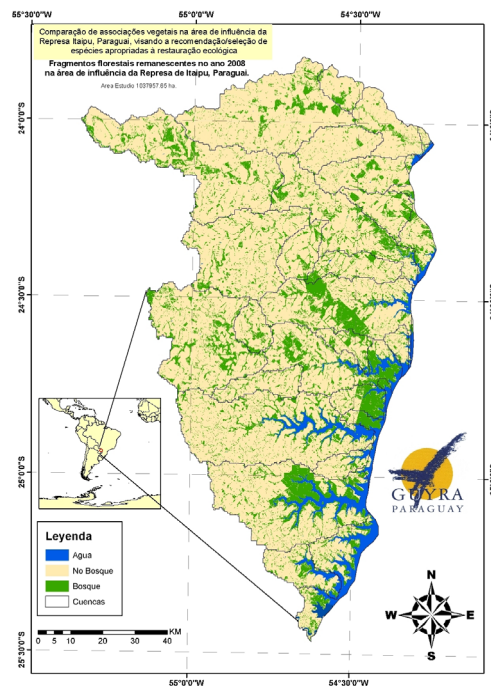 55°30'0"W
55°0'0"W
54°30'0"W
Comparação de associações vegetais na área de influência da
Represa Itaipu, Paraguai, visando a recomendação/seleção de
espécies apropriadas à restauração ecológica
Fragmentos florestais remanescentes no ano 2008
na área de influência da Represa de Itaipu, Paraguai.
Area Estudo 1037957.65 ha.
24°0'0"S
24°30'0"S
25°0'0"S
25°30'0"S
GUYRA
PARAGUAY
Leyenda
Agua
No Bosque
Bosque
Cuencas
0 5 10 20 30 40 KM
N
W E
S
55°0'0"W
54°30'0"W